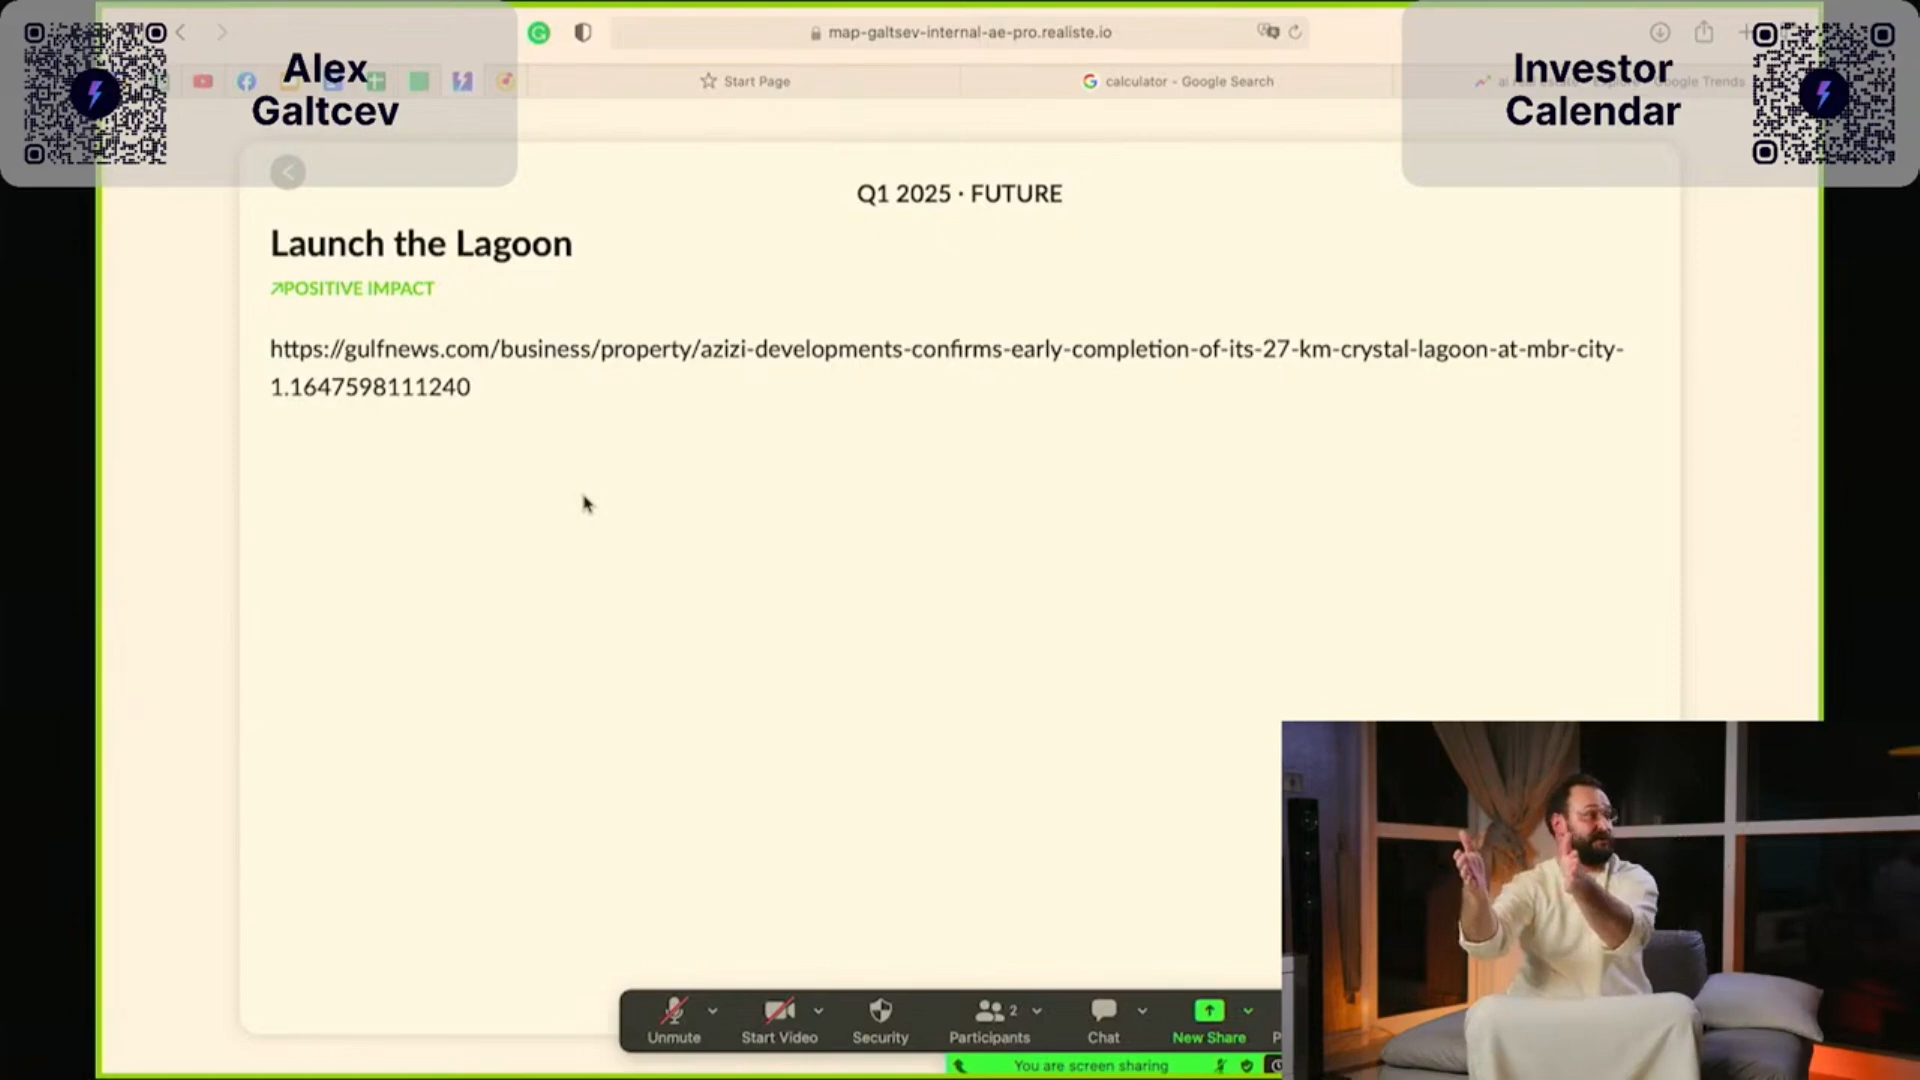 Alex
Galtcev
map-galtsev-internal-ae-pro.realiste.io
Investor
Calendar
Start Page
calculator - Google Search
Google Trends
Q1 2025 · FUTURE
Launch the Lagoon
↗POSITIVE IMPACT
https://gulfnews.com/business/property/azizi-developments-confirms-early-completion-of-its-27-km-crystal-lagoon-at-mbr-city-
1.1647598111240
Unmute
Start Video
Security
Participants
2
Chat
New Share
You are screen sharing